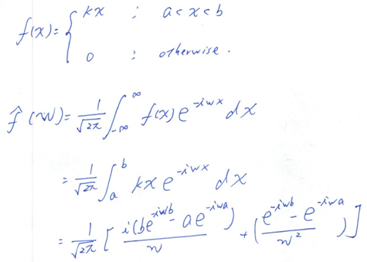 f(x) = { kx ; a < x < b
0 ; otherwise.
f̂(w) = 1/√2π ∫_{-∞}^{∞} f(x) e^{-iwx} dx
= 1/√2π ∫_a^b kx e^{-iwx} dx
= 1/√2π [ i(be^{-iwb} - ae^{-iwa})/w + (e^{-iwb} - e^{-iwa}/w²) ]